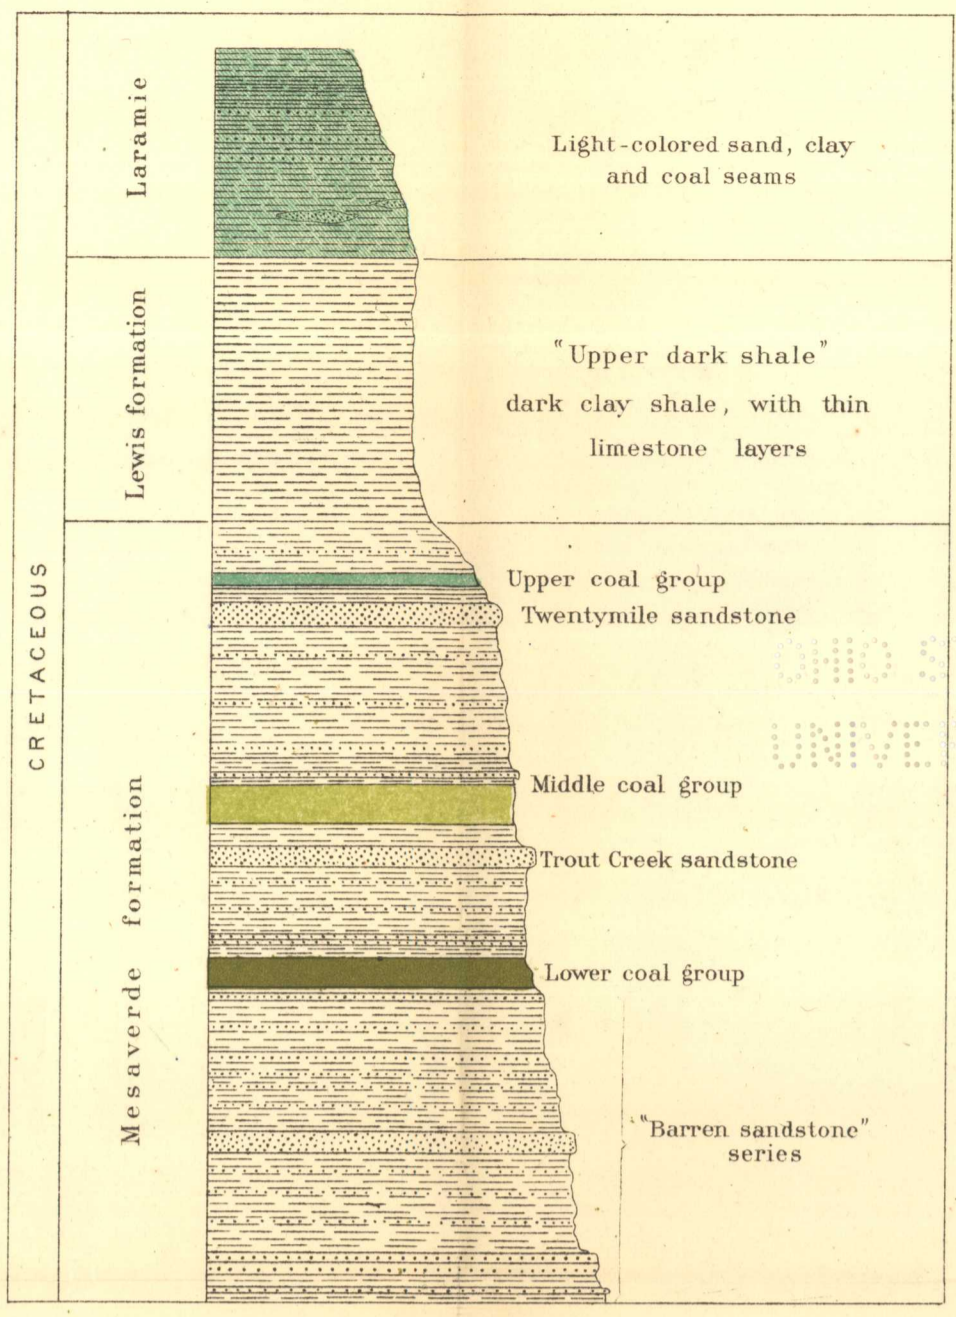 CRETACEOUS
Laramie
Light-colored sand, clay
and coal seams
Lewis formation
"Upper dark shale"
dark clay shale, with thin
limestone layers
Mesaverde formation
Upper coal group
Twentymile sandstone
OHIO S
UNIVE
Middle coal group
Trout Creek sandstone
Lower coal group
"Barren sandstone"
series